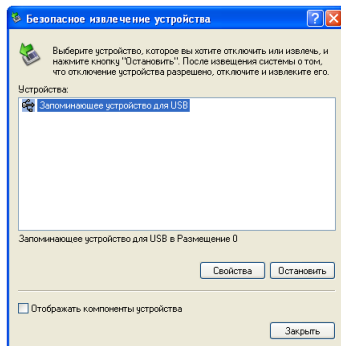 Безопасное извлечение устройства
Выберите устройство, которое вы хотите отключить или извлечь, и
нажмите кнопку "Остановить". После извещения системы о том,
что отключение устройства разрешено, отключите и извлеките его.
Устройства:
Запоминающее устройство для USB
Запоминающее устройство для USB в Размещение 0
Свойства Остановить
Отображать компоненты устройства
Закрыть